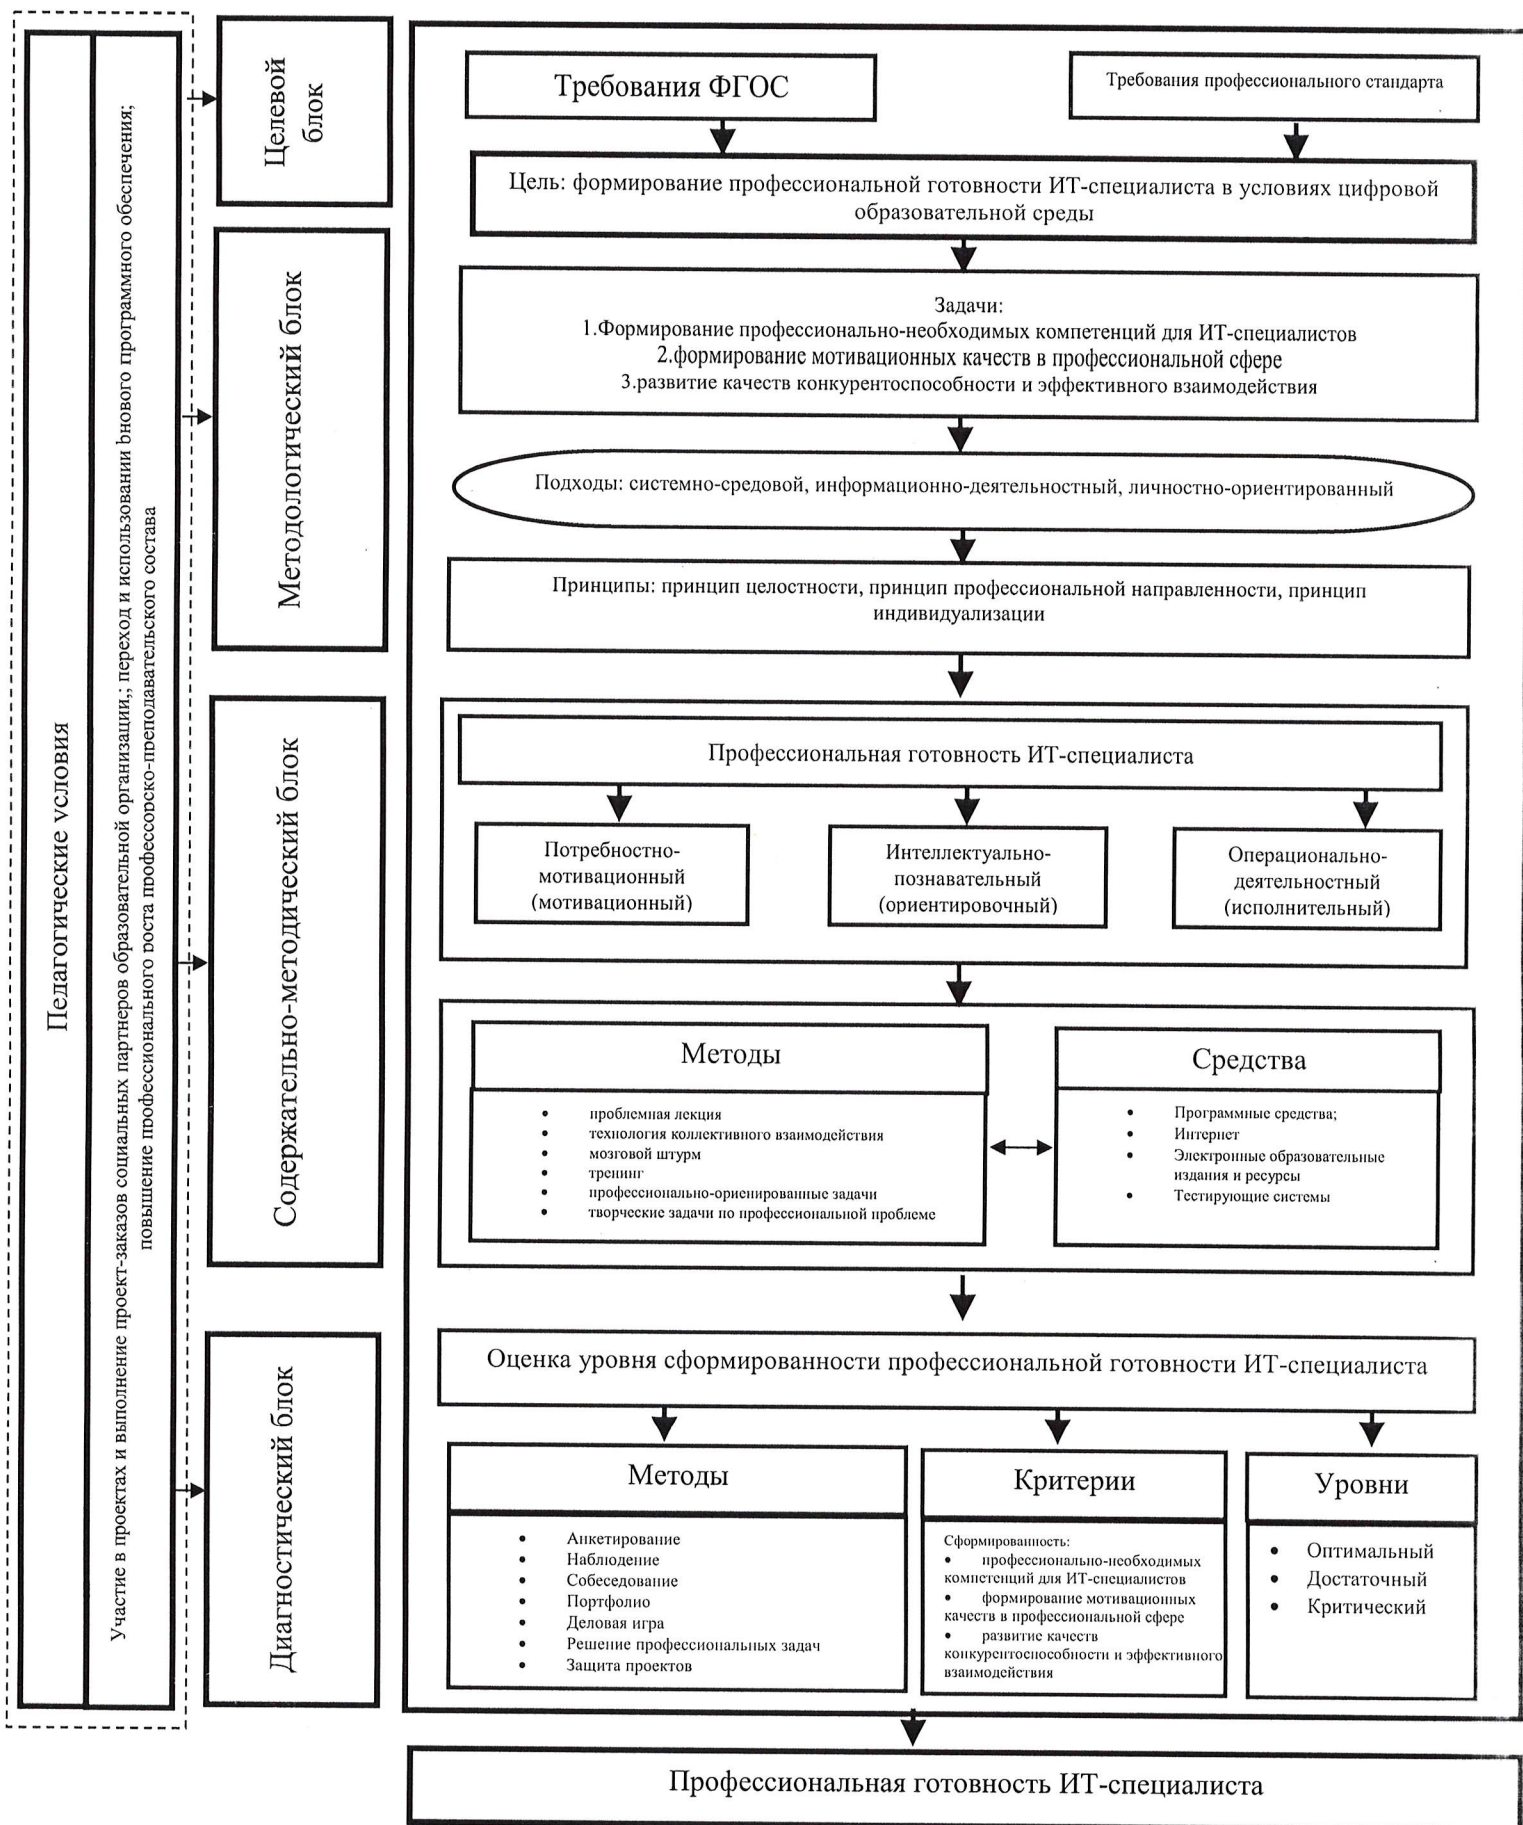 Педагогические условия
Участие в проектах и выполнение проект-заказов социальных партнеров образовательной организации,; переход и использовании bнового программного обеспечения;
повышение профессионального роста профессорско-преподавательского состава
Целевой
блок
Методологический блок
Содержательно-методический блок
Диагностический блок
Требования ФГОС
Требования профессионального стандарта
Цель: формирование профессиональной готовности ИТ-специалиста в условиях цифровой
образовательной среды
Задачи:
1.Формирование профессионально-необходимых компетенций для ИТ-специалистов
2.формирование мотивационных качеств в профессиональной сфере
3.развитие качеств конкурентоспособности и эффективного взаимодействия
Подходы: системно-средовой, информационно-деятельностный, личностно-ориентированный
Принципы: принцип целостности, принцип профессиональной направленности, принцип
индивидуализации
Профессиональная готовность ИТ-специалиста
Потребностно-
мотивационный
(мотивационный)
Интеллектуально-
познавательный
(ориентировочный)
Операционально-
деятельностный
(исполнительный)
Методы
• проблемная лекция
• технология коллективного взаимодействия
• мозговой штурм
• тренинг
• профессионально-ориенированные задачи
• творческие задачи по профессиональной проблеме
Средства
• Программные средства;
• Интернет
• Электронные образовательные
издания и ресурсы
• Тестирующие системы
Оценка уровня сформированности профессиональной готовности ИТ-специалиста
Методы
• Анкетирование
• Наблюдение
• Собеседование
• Портфолио
• Деловая игра
• Решение профессиональных задач
• Защита проектов
Критерии
Сформированность:
• профессионально-необходимых
компетенций для ИТ-специалистов
• формирование мотивационных
качеств в профессиональной сфере
• развитие качеств
конкурентоспособности и эффективного
взаимодействия
Уровни
• Оптимальный
• Достаточный
• Критический
Профессиональная готовность ИТ-специалиста